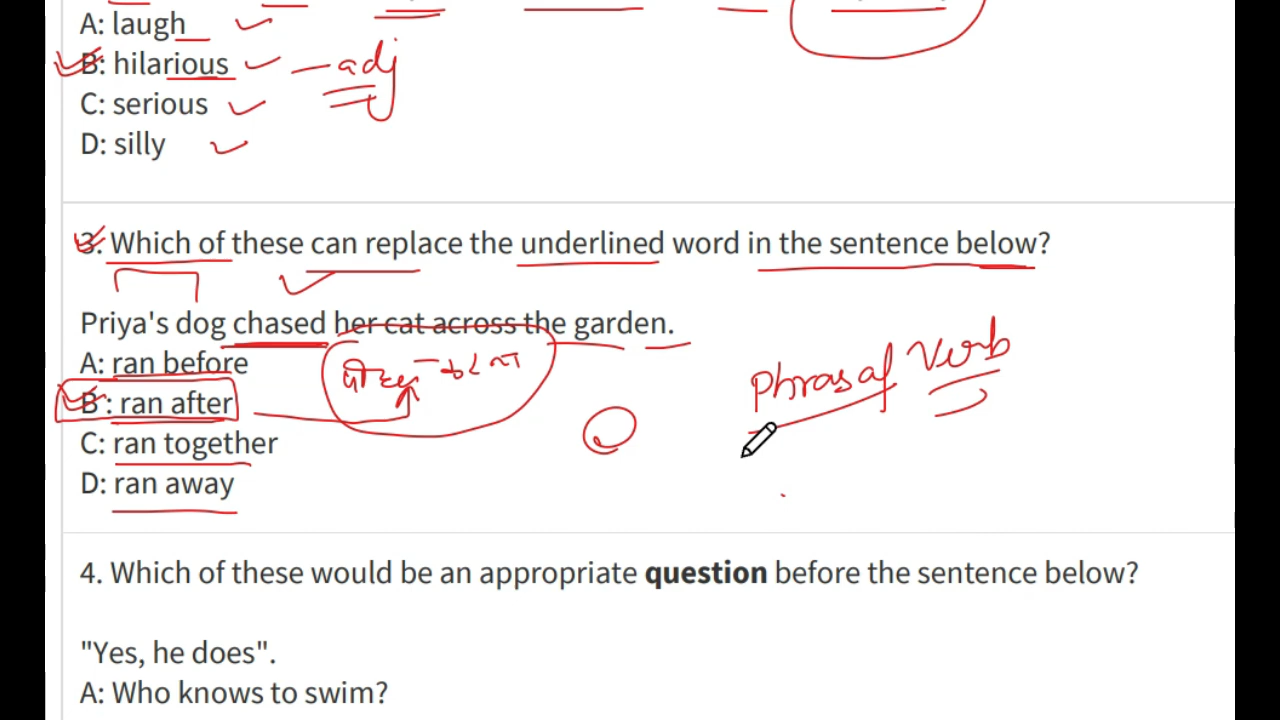 A: laugh
B: hilarious - adj
C: serious
D: silly
3. Which of these can replace the underlined word in the sentence below?
Priya's dog chased her cat across the garden.
A: ran before
B : ran after
C: ran together
D: ran away
Phrasal Verb
4. Which of these would be an appropriate question before the sentence below?
"Yes, he does".
A: Who knows to swim?